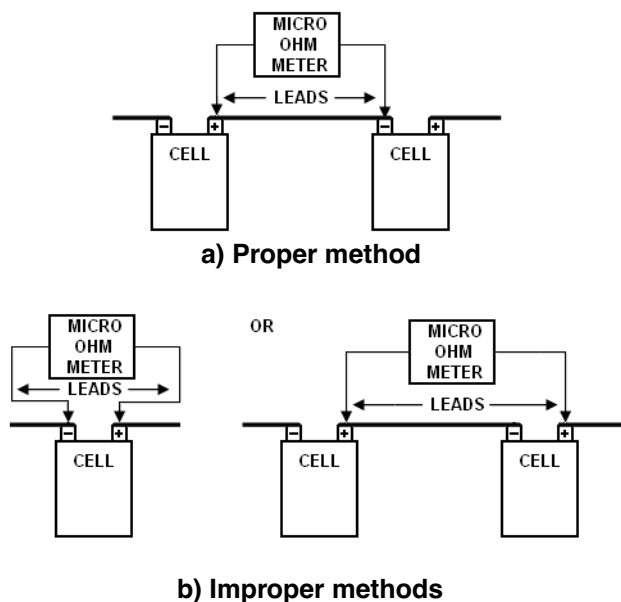 MICRO
OHM
METER
LEADS
- + - +
CELL CELL
a) Proper method
MICRO
OHM
METER
LEADS
- +
CELL
OR
MICRO
OHM
METER
LEADS
- + - +
CELL CELL
b) Improper methods